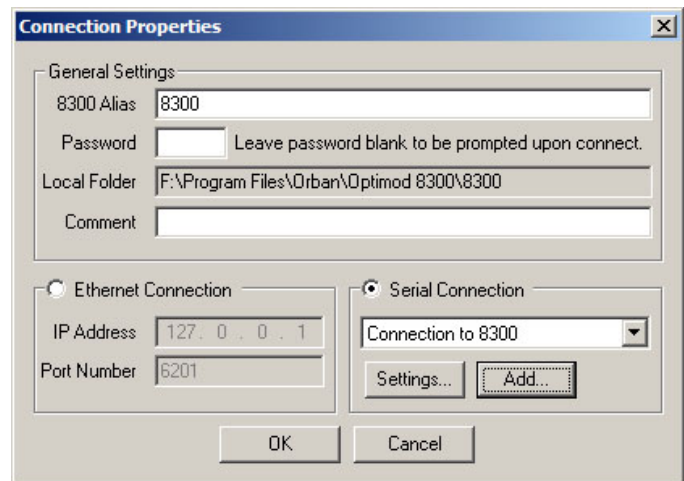 Connection Properties
General Settings
8300 Alias 8300
Password Leave password blank to be prompted upon connect.
Local Folder F:\Program Files\Orban\Optimod 8300\8300
Comment
Ethernet Connection
IP Address 127. 0 . 0 . 1
Port Number 6201
Serial Connection
Connection to 8300
Settings... Add...
OK Cancel